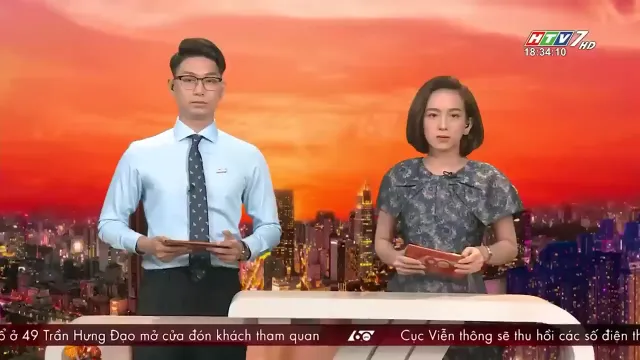 HTV7 HD
18:34:10
ổ ở 49 Trần Hưng Đạo mở cửa đón khách tham quan 60 Cục Viễn thông sẽ thu hồi các số điện th